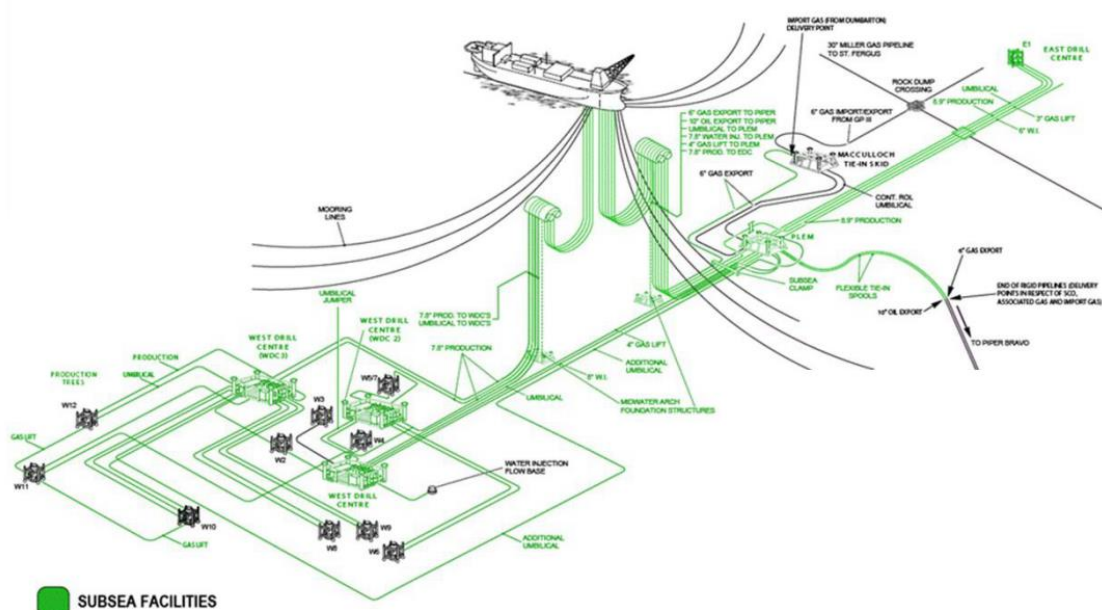 IMPORT GAS (FROM DUMBARTON)
DELIVERY POINT)
30" MILLER GAS PIPELINE
TO ST. FERGUS
E1
EAST DRILL
CENTRE
ROCK DUMP
CROSSING
UMBILICAL
8.9" PRODUCTION
3" GAS LIFT
6" W.I.
6" GAS IMPORT/EXPORT
FROM GP III
6" GAS EXPORT TO PIPER
10" OIL EXPORT TO PIPER
UMBILICAL TO PLEM
7.5" WATER INJ. TO PLEM
4" GAS LIFT TO PLEM
7.8" PROD. TO EDC
MACCULLOCH
TIE-IN SKID
6" GAS EXPORT
CONT. ROL
UMBILICAL
MOORING
LINES
8.9" PRODUCTION
PLEM
SUBSEA
CLAMP
FLEXIBLE TIE-IN
SPOOLS
6" GAS EXPORT
END OF RIGID PIPELINES (DELIVERY
POINTS IN RESPECT OF SCO,
ASSOCIATED GAS AND IMPORT GAS)
10" OIL EXPORT
TO PIPER BRAVO
UMBILICAL
JUMPER
7.8" PROD. TO WDC'S
UMBILICAL TO WDC'S
WEST DRILL
CENTRE
(WDC 2)
WEST DRILL
CENTRE
(WDC3)
7.8" PRODUCTION
4" GAS LIFT
ADDITIONAL
UMBILICAL
8" W.I.
UMBILICAL
MIDWATER ARCH
FOUNDATION STRUCTURES
PRODUCTION
PRODUCTION
TREES
UMBILICAL
W5/7
W3
W12
W4
W2
GAS LIFT
WATER INJECTION
FLOW BASE
W11
WEST DRILL
CENTRE
W10
W8
W9
W6
GAS LIFT
ADDITIONAL
UMBILICAL
SUBSEA FACILITIES